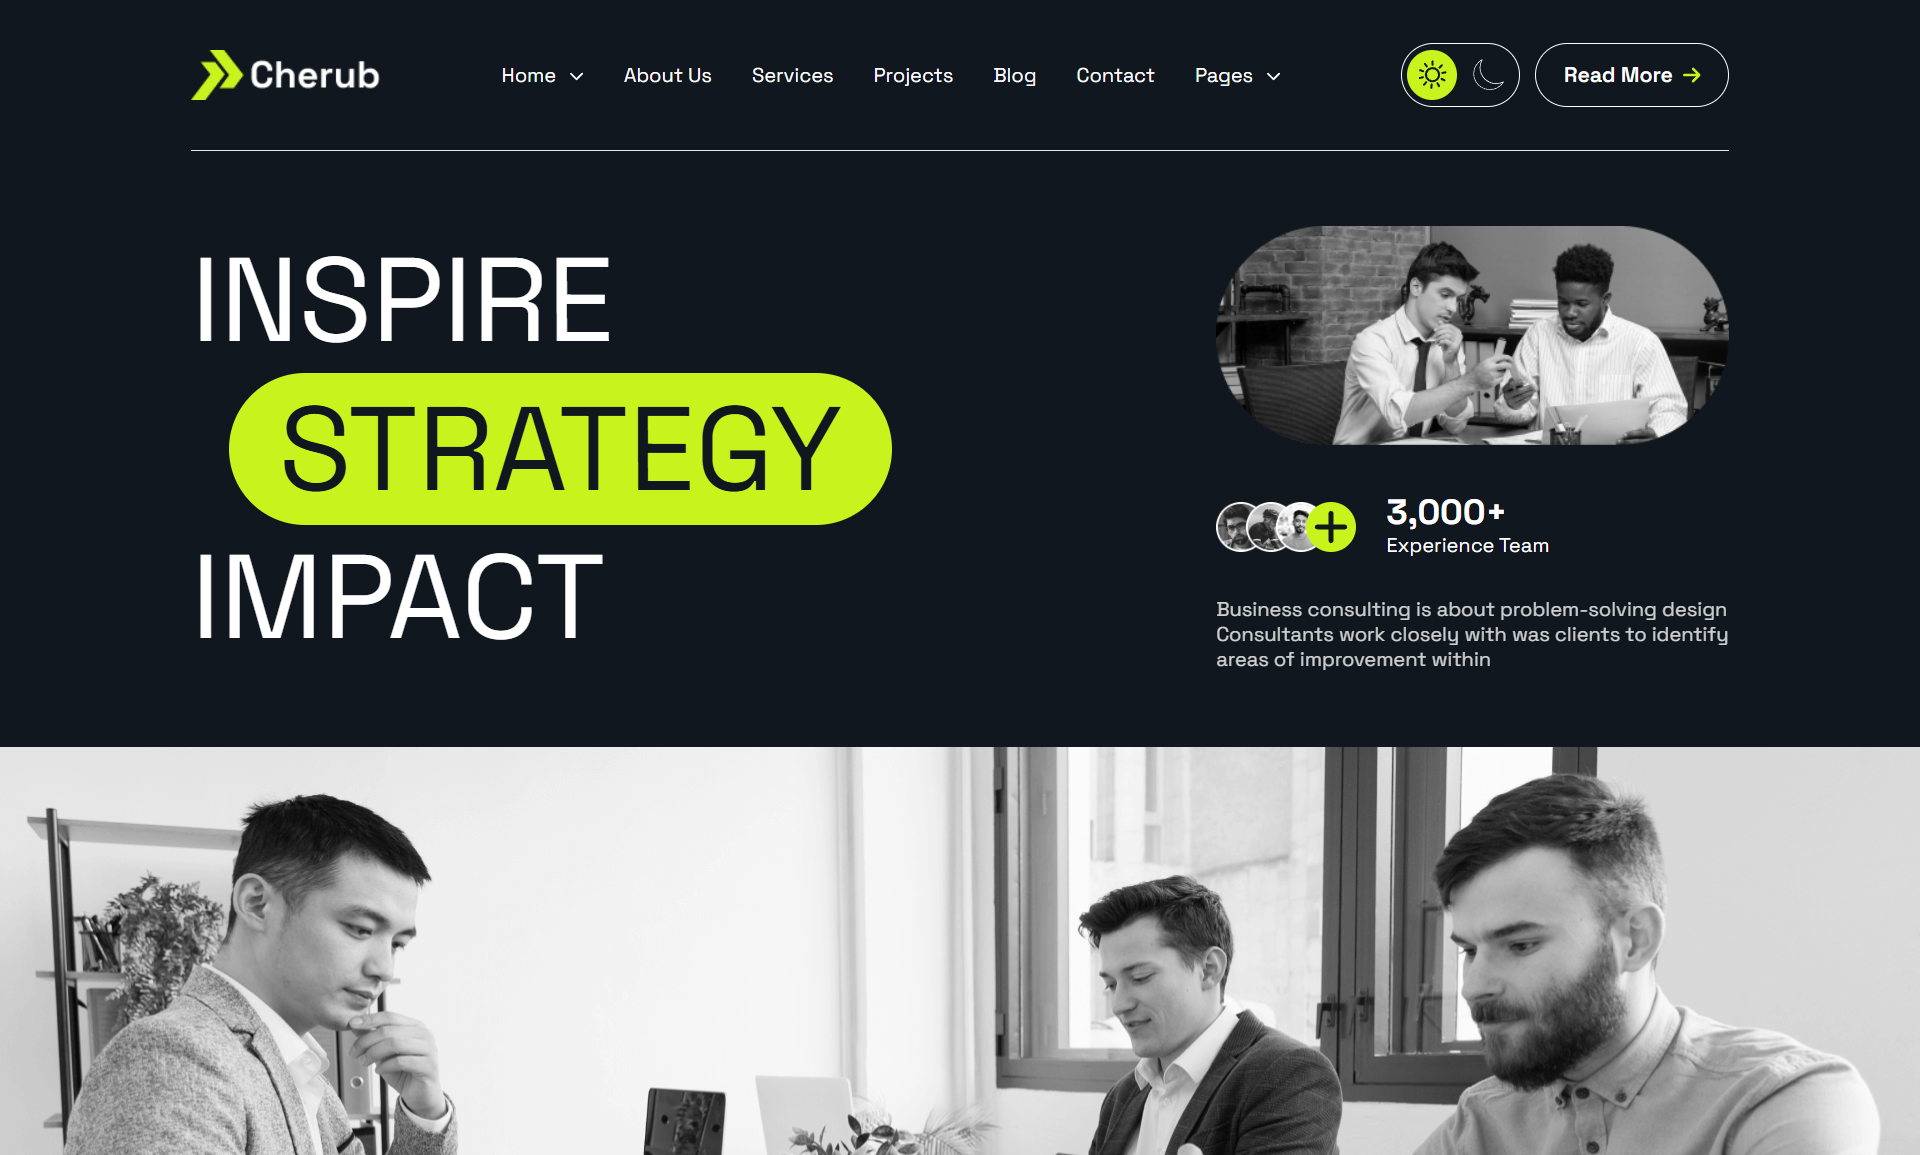 Cherub
Home
About Us
Services
Projects
Blog
Contact
Pages
Read More
INSPIRE
STRATEGY
IMPACT
3,000+
Experience Team
Business consulting is about problem-solving design
Consultants work closely with was clients to identify
areas of improvement within